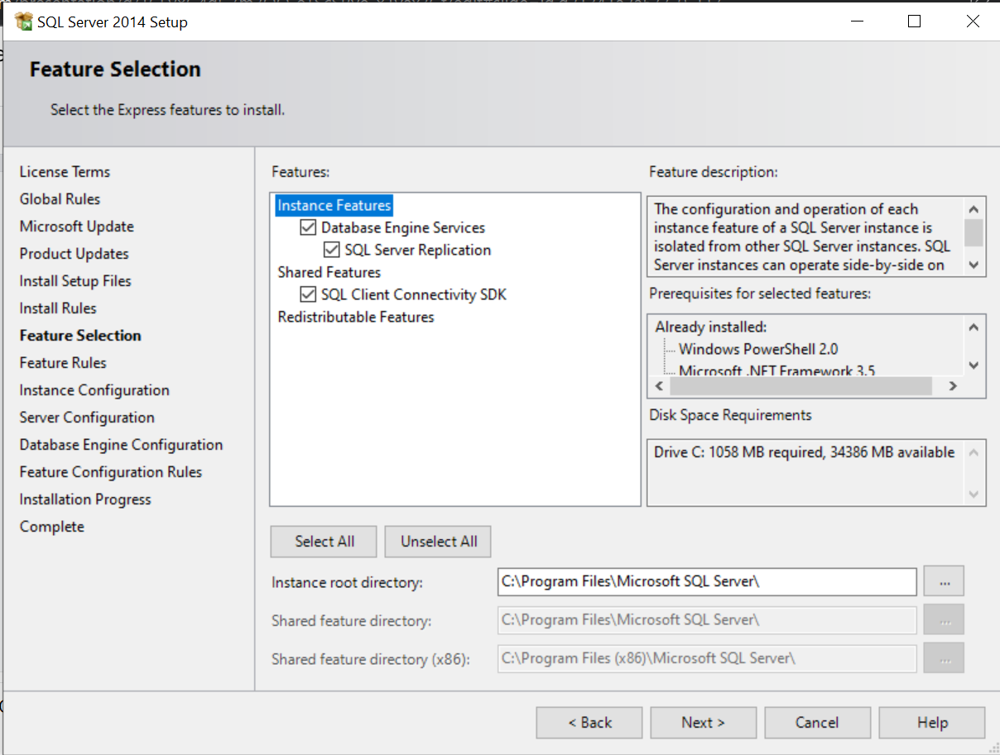 SQL Server 2014 Setup
Feature Selection
Select the Express features to install.
License Terms
Global Rules
Microsoft Update
Product Updates
Install Setup Files
Install Rules
Feature Selection
Feature Rules
Instance Configuration
Server Configuration
Database Engine Configuration
Feature Configuration Rules
Installation Progress
Complete
Features:
Instance Features
Database Engine Services
SQL Server Replication
Shared Features
SQL Client Connectivity SDK
Redistributable Features
Feature description:
The configuration and operation of each
instance feature of a SQL Server instance is
isolated from other SQL Server instances. SQL
Server instances can operate side-by-side on
Prerequisites for selected features:
Already installed:
Windows PowerShell 2.0
Microsoft .NET Framework 3.5
Disk Space Requirements
Drive C: 1058 MB required, 34386 MB available
Select All
Unselect All
Instance root directory:
C:\Program Files\Microsoft SQL Server\
...
Shared feature directory:
C:\Program Files\Microsoft SQL Server\
...
Shared feature directory (x86):
C:\Program Files (x86)\Microsoft SQL Server\
...
< Back
Next >
Cancel
Help